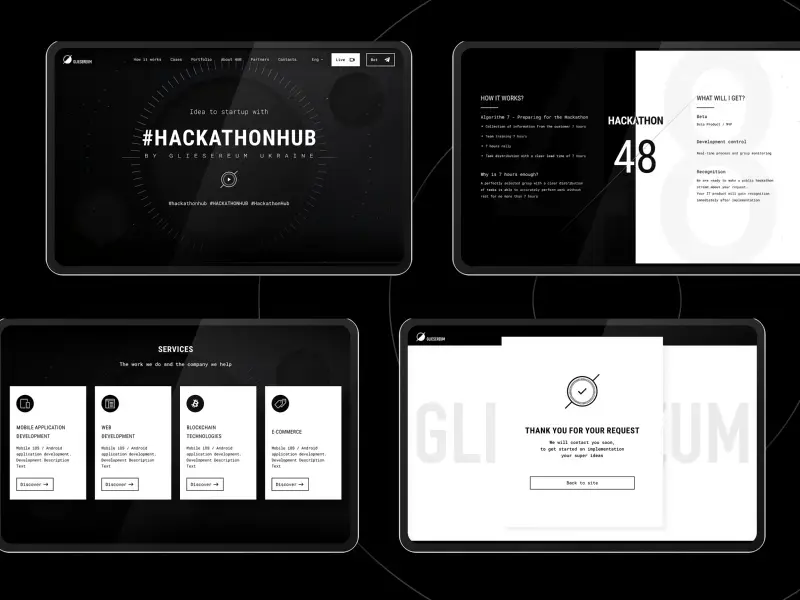 GLIESEREUM
How it works Cases Portfolio About HHH Partners Contacts Eng Live Bot
Idea to startup with
#HACKATHONHUB
BY GLIESEREUM UKRAINE
#hackathonhub #HACKATHONHUB #HackathonHub
HOW IT WORKS?
Algorithm 7 - Preparing for the Hackathon
Collection of information from the customer 7 hours
Team training 7 hours
7 hours rally
Team distribution with a clear lead time of 7 hours
Why is 7 hours enough?
A perfectly selected group with a clear distribution
of tasks is able to accurately perform work without
rest for no more than 7 hours
HACKATHON
48
WHAT WILL I GET?
Beta
Beta Product / MVP
Development control
Real-time process and group monitoring
Recognition
We are ready to make a public hackathon
stream about your request.
Your IT product will gain recognition
immediately after implementation
8
SERVICES
The work we do and the company we help
MOBILE APPLICATION
DEVELOPMENT
Mobile iOS / Android
application development.
Development Description
Text
Discover
WEB
DEVELOPMENT
Mobile iOS / Android
application development.
Development Description
Text
Discover
BLOCKCHAIN
TECHNOLOGIES
Mobile iOS / Android
application development.
Development Description
Text
Discover
E-COMMERCE
Mobile iOS / Android
application development.
Development Description
Text
Discover
GLIESEREUM
GLI EUM
THANK YOU FOR YOUR REQUEST
We will contact you soon,
to get started on implementation
your super ideas
Back to site